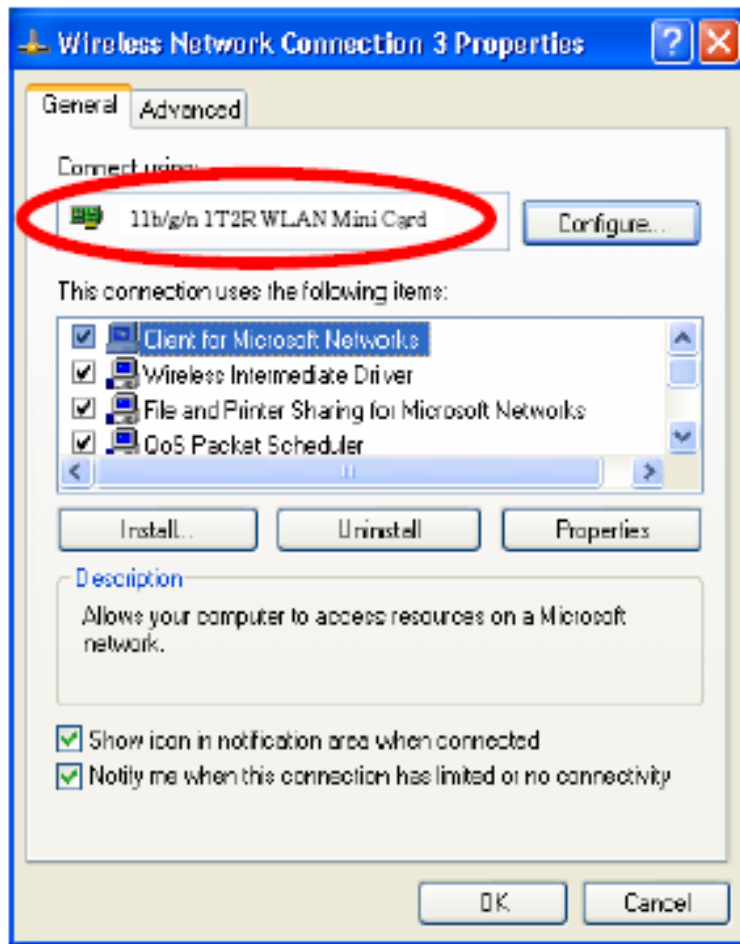 Wireless Network Connection 3 Properties
General
Advanced
Connect using:
11b/g/n 1T2R WLAN Mini Card
Configure...
This connection uses the following items:
Client for Microsoft Networks
Wireless Intermediate Driver
File and Printer Sharing for Microsoft Networks
QoS Packet Scheduler
Install...
Uninstall
Properties
Description
Allows your computer to access resources on a Microsoft
network.
Show icon in notification area when connected
Notify me when this connection has limited or no connectivity
OK
Cancel